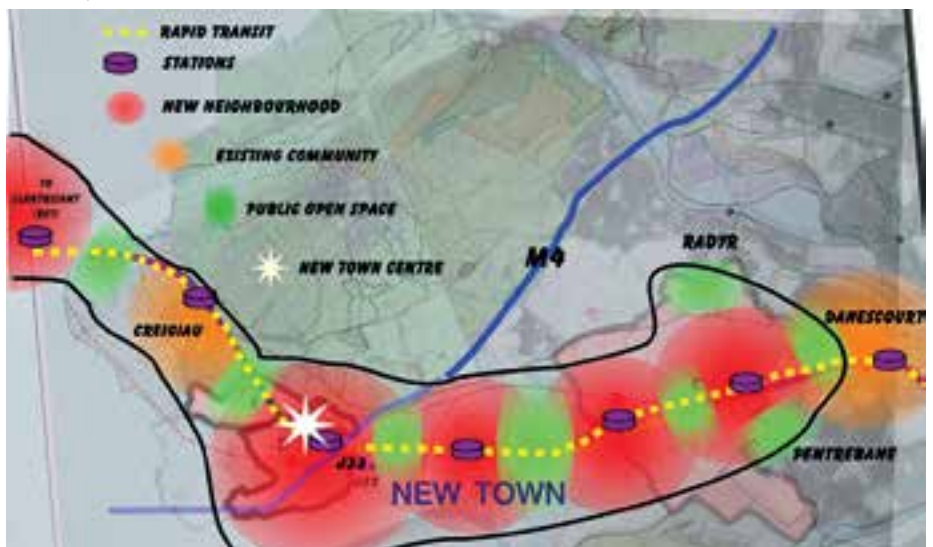 RAPID TRANSIT
STATIONS
NEW NEIGHBOURHOOD
EXISTING COMMUNITY
PUBLIC OPEN SPACE
NEW TOWN CENTRE
TO
M4
RADYR
DANESCOURT
CREIGIAU
PENTREBANE
J33
NEW TOWN